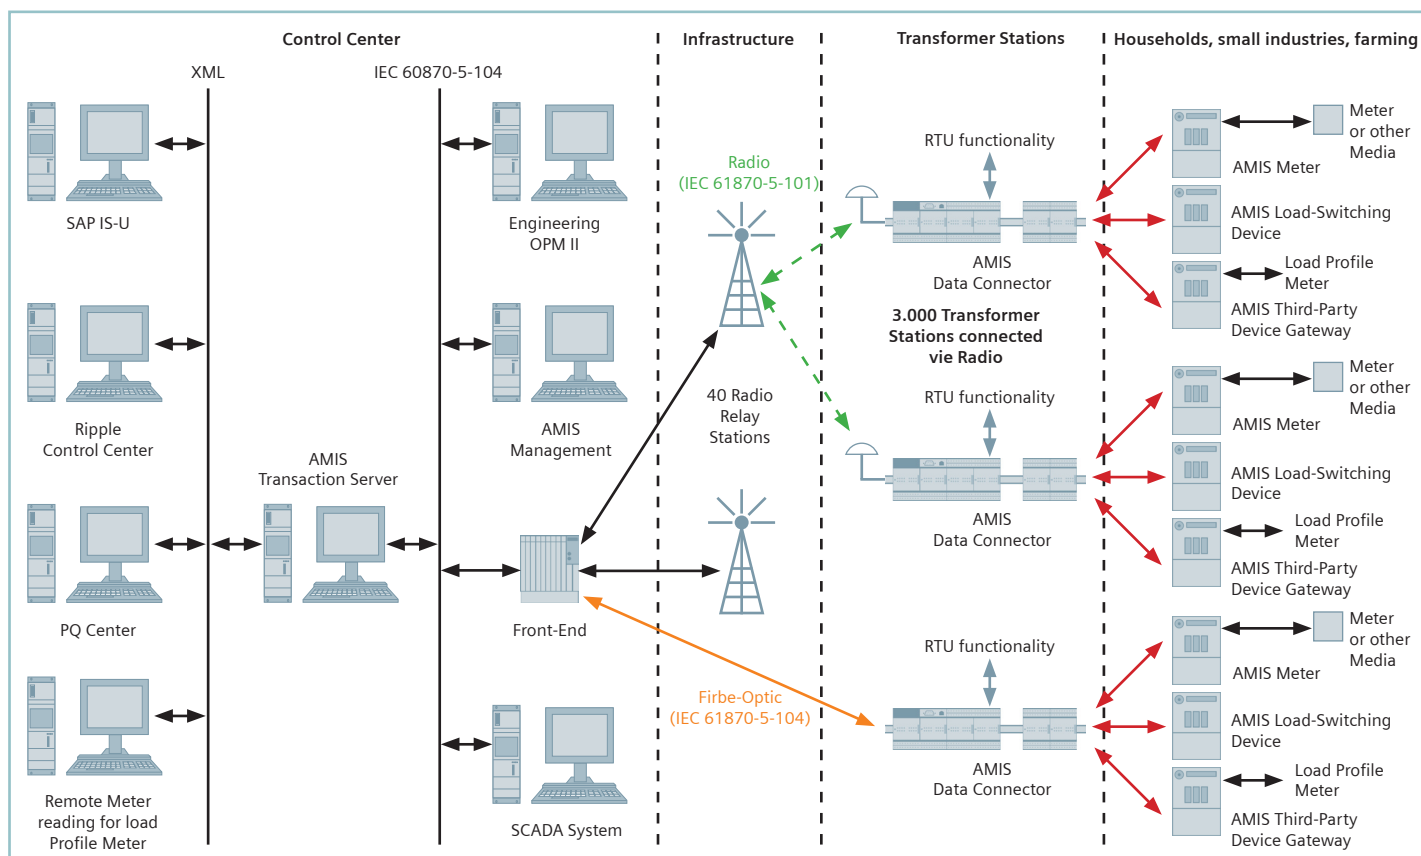 Control Center
Infrastructure
Transformer Stations
Households, small industries, farming
XML
IEC 60870-5-104
SAP IS-U
Ripple
Control Center
PQ Center
Remote Meter
reading for load
Profile Meter
AMIS
Transaction Server
Engineering
OPM II
AMIS
Management
Front-End
SCADA System
Radio
(IEC 61870-5-101)
40 Radio
Relay
Stations
Firbe-Optic
(IEC 61870-5-104)
RTU functionality
AMIS
Data Connector
3.000 Transformer
Stations connected
vie Radio
RTU functionality
AMIS
Data Connector
RTU functionality
AMIS
Data Connector
Meter
or other
Media
AMIS Meter
AMIS Load-Switching
Device
Load Profile
Meter
AMIS Third-Party
Device Gateway
Meter
or other
Media
AMIS Meter
AMIS Load-Switching
Device
Load Profile
Meter
AMIS Third-Party
Device Gateway
Meter
or other
Media
AMIS Meter
AMIS Load-Switching
Device
Load Profile
Meter
AMIS Third-Party
Device Gateway